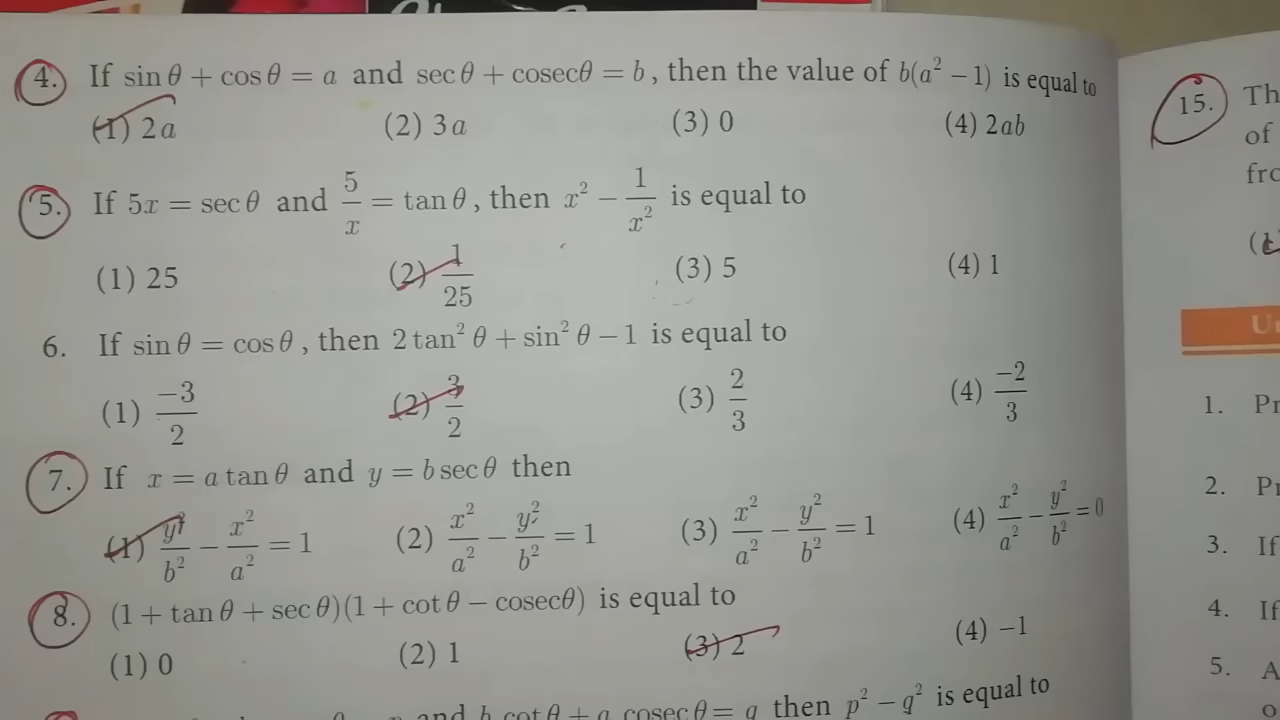 4. If sin θ + cos θ = a and sec θ + cosecθ = b, then the value of b(a² − 1) is equal to
(1) 2a (2) 3a (3) 0 (4) 2ab
5. If 5x = sec θ and 5/x = tan θ, then x² − 1/x² is equal to
(1) 25 (2) 1/25 (3) 5 (4) 1
6. If sin θ = cos θ, then 2 tan² θ + sin² θ − 1 is equal to
(1) −3/2 (2) 3/2 (3) 2/3 (4) −2/3
7. If x = a tan θ and y = b sec θ then
(1) y²/b² − x²/a² = 1 (2) x²/a² − y²/b² = 1 (3) x²/a² − y²/b² = 1 (4) x²/a² − y²/b² = 0
8. (1 + tan θ + sec θ)(1 + cot θ − cosecθ) is equal to
(1) 0 (2) 1 (3) 2 (4) −1
and b cot θ + a cosec θ = q then p² − q² is equal to
15. Th
of
fro
1. Pr
2. Pr
3. If
4. If
5. A